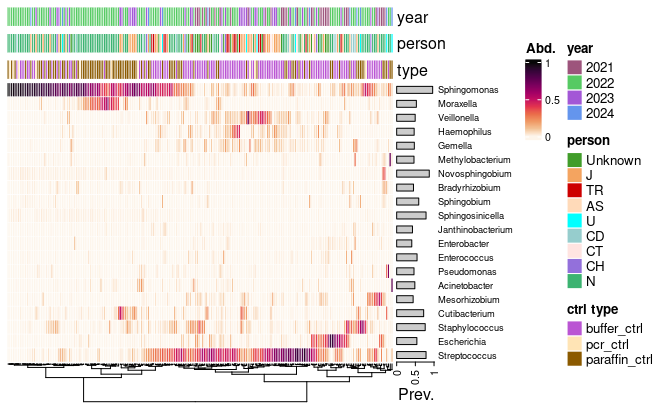 year
person
type
Sphingomonas
Moraxella
Veillonella
Haemophilus
Gemella
Methylobacterium
Novosphingobium
Bradyrhizobium
Sphingobium
Sphingosinicella
Janthinobacterium
Enterobacter
Enterococcus
Pseudomonas
Acinetobacter
Mesorhizobium
Cutibacterium
Staphylococcus
Escherichia
Streptococcus
0 0.5 1
Prev.
Abd.
1
0.5
0
year
2021
2022
2023
2024
person
Unknown
J
TR
AS
U
CD
CT
CH
N
ctrl type
buffer_ctrl
pcr_ctrl
paraffin_ctrl